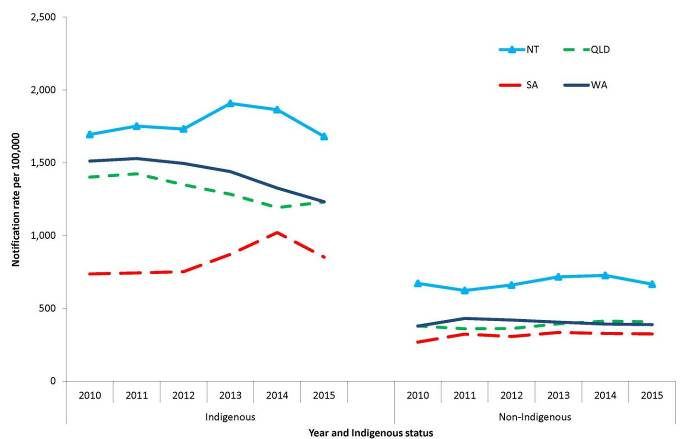 2,500
2,000
1,500
1,000
500
0
Notification rate per 100,000
NT QLD
SA WA
2010 2011 2012 2013 2014 2015 2010 2011 2012 2013 2014 2015
Indigenous Non-Indigenous
Year and Indigenous status